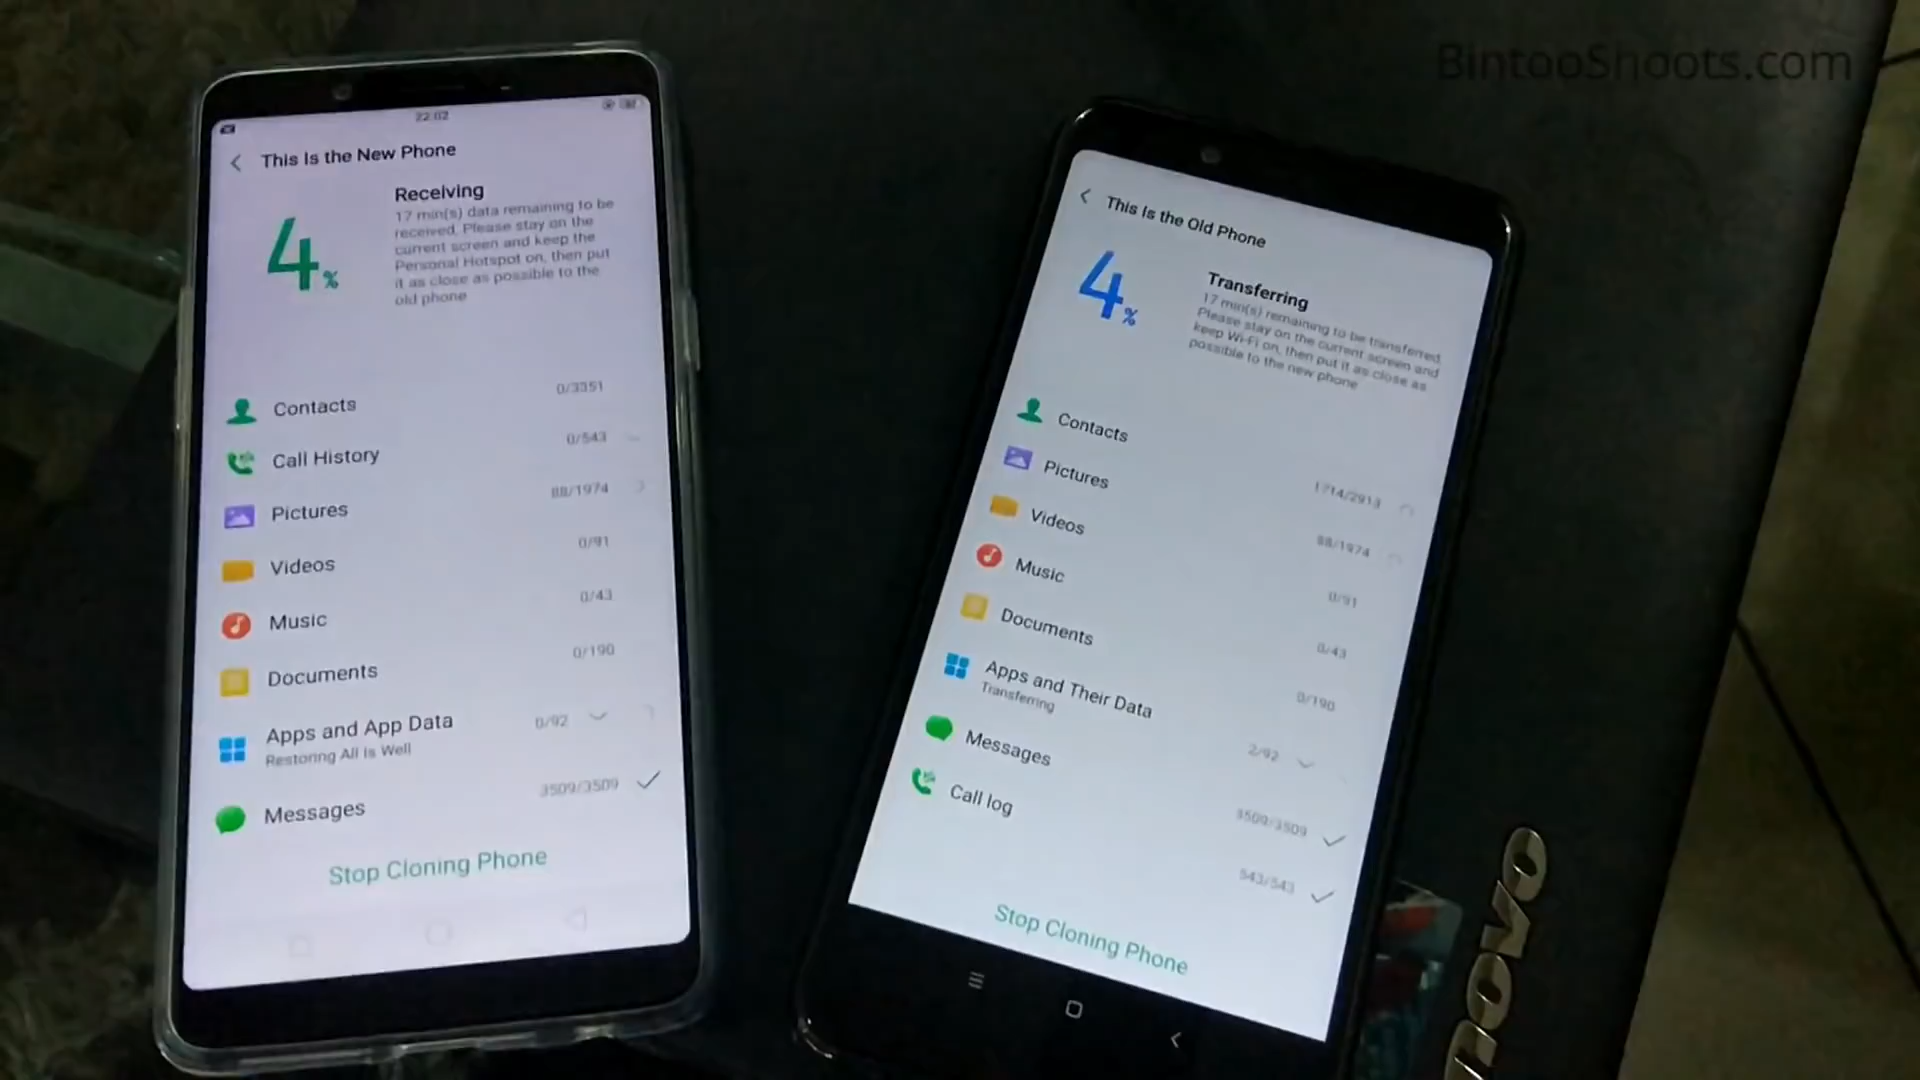 BintooShoots.com
22:02
This Is the New Phone
4%
Receiving
17 min(s) data remaining to be
received. Please stay on the
current screen and keep the
Personal Hotspot on, then put
it as close as possible to the
old phone
Contacts
0/3351
Call History
0/543
Pictures
88/1974
Videos
0/91
Music
0/43
Documents
0/190
Apps and App Data
0/92
Restoring All Is Well
Messages
3509/3509
Stop Cloning Phone
This Is the Old Phone
4%
Transferring
17 min(s) remaining to be transferred.
Please stay on the current screen and
keep Wi-Fi on, then put it as close as
possible to the new phone
Contacts
1714/2913
Pictures
88/1974
Videos
0/91
Music
0/43
Documents
0/190
Apps and Their Data
Transferring
2/92
Messages
3509/3509
Call log
543/543
Stop Cloning Phone
lenovo